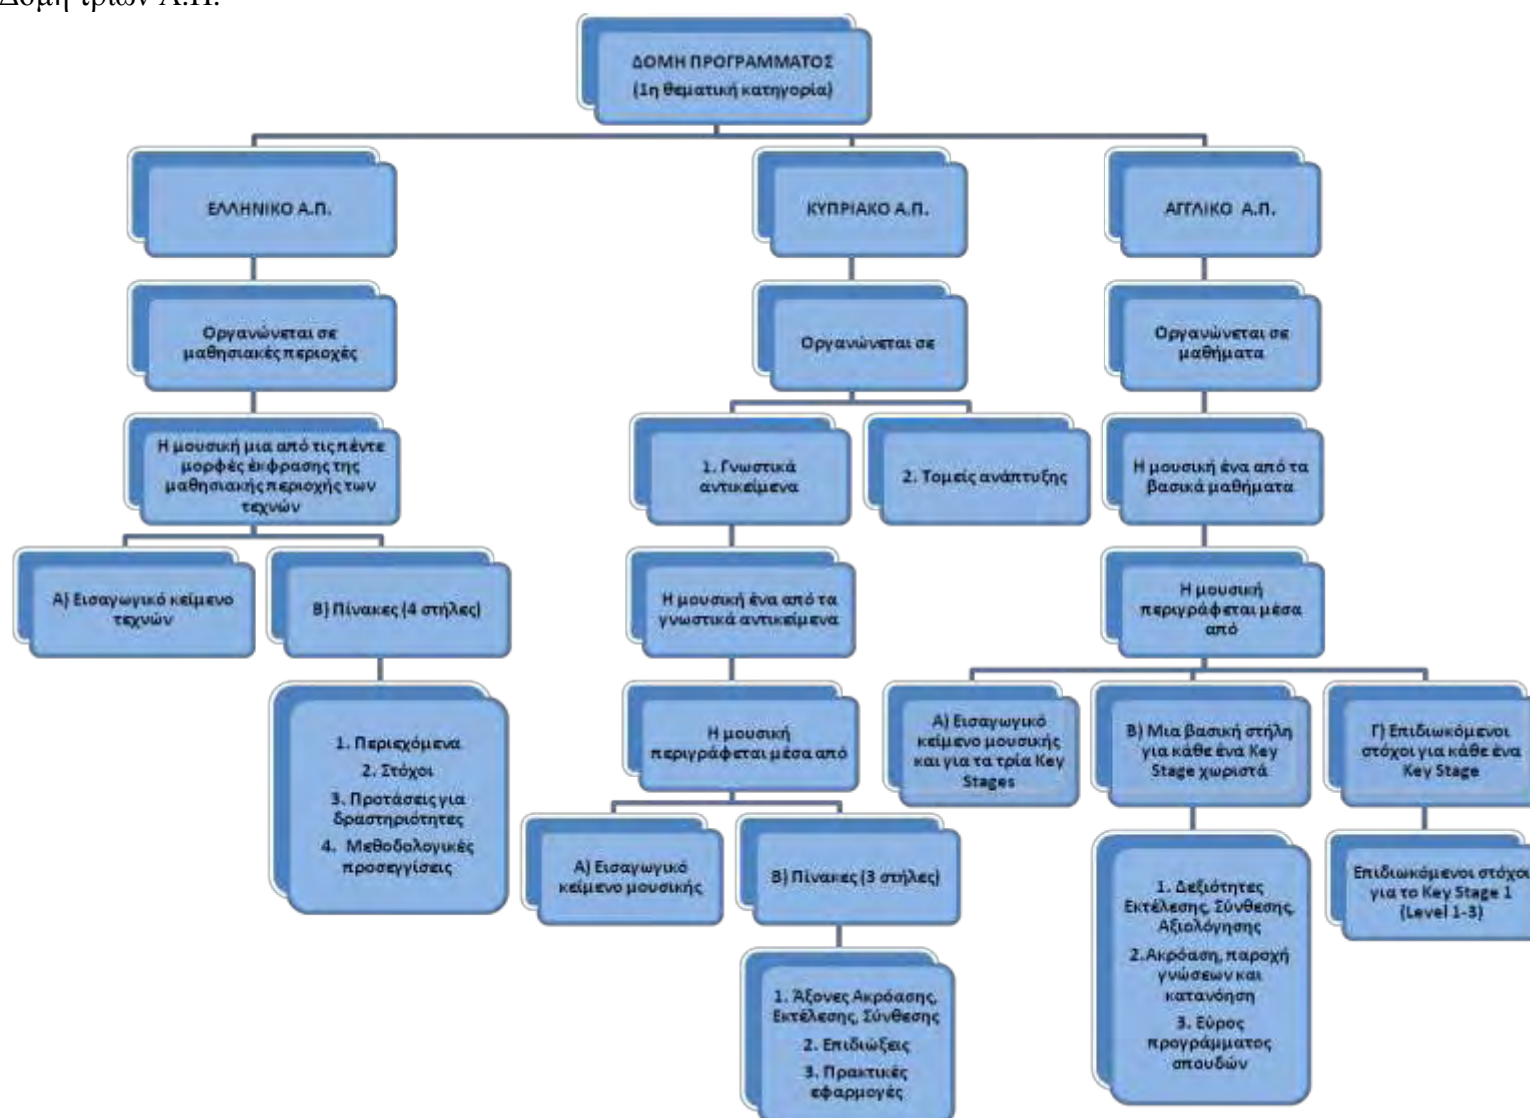 Δομή τριών Α.Π.
ΔΟΜΗ ΠΡΟΓΡΑΜΜΑΤΟΣ
(1η θεματική κατηγορία)
ΕΛΛΗΝΙΚΟ Α.Π.
Οργανώνεται σε
μαθησιακές περιοχές
Η μουσική μια από τις πέντε
μορφές έκφρασης της
μαθησιακής περιοχής των
τεχνών
Α) Εισαγωγικό κείμενο
τεχνών
Β) Πίνακες (4 στήλες)
1. Περιεχόμενα
2. Στόχοι
3. Προτάσεις για
δραστηριότητες
4. Μεθοδολογικές
προσεγγίσεις
ΚΥΠΡΙΑΚΟ Α.Π.
Οργανώνεται σε
1. Γνωστικά
αντικείμενα
2. Τομείς ανάπτυξης
Η μουσική ένα από τα
γνωστικά αντικείμενα
Η μουσική
περιγράφεται μέσα από
Α) Εισαγωγικό
κείμενο μουσικής
Β) Πίνακες (3 στήλες)
1. Άξονες Ακρόασης,
Εκτέλεσης, Σύνθεσης
2. Επιδιώξεις
3. Πρακτικές
εφαρμογές
ΑΓΓΛΙΚΟ Α.Π.
Οργανώνεται σε
μαθήματα
Η μουσική ένα από τα
βασικά μαθήματα
Η μουσική
περιγράφεται μέσα
από
Α) Εισαγωγικό
κείμενο μουσικής
και για τα τρία Key
Stages
Β) Μια βασική στήλη
για κάθε ένα Key
Stage χωριστά
1. Δεξιότητες
Εκτέλεσης, Σύνθεσης,
Αξιολόγησης
2.Ακρόαση, παροχή
γνώσεων και
κατανόηση
3. Εύρος
προγράμματος
σπουδών
Γ) Επιδιωκόμενοι
στόχοι για κάθε ένα
Key Stage
Επιδιωκόμενοι στόχοι
για το Key Stage 1
(Level 1-3)